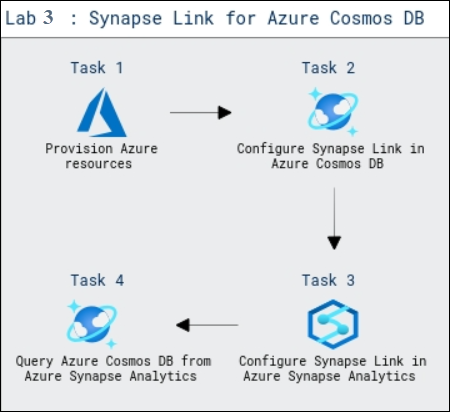 Lab 3 : Synapse Link for Azure Cosmos DB
Task 1
Provision Azure
resources
Task 2
Configure Synapse Link in
Azure Cosmos DB
Task 3
Configure Synapse Link in
Azure Synapse Analytics
Task 4
Query Azure Cosmos DB from
Azure Synapse Analytics